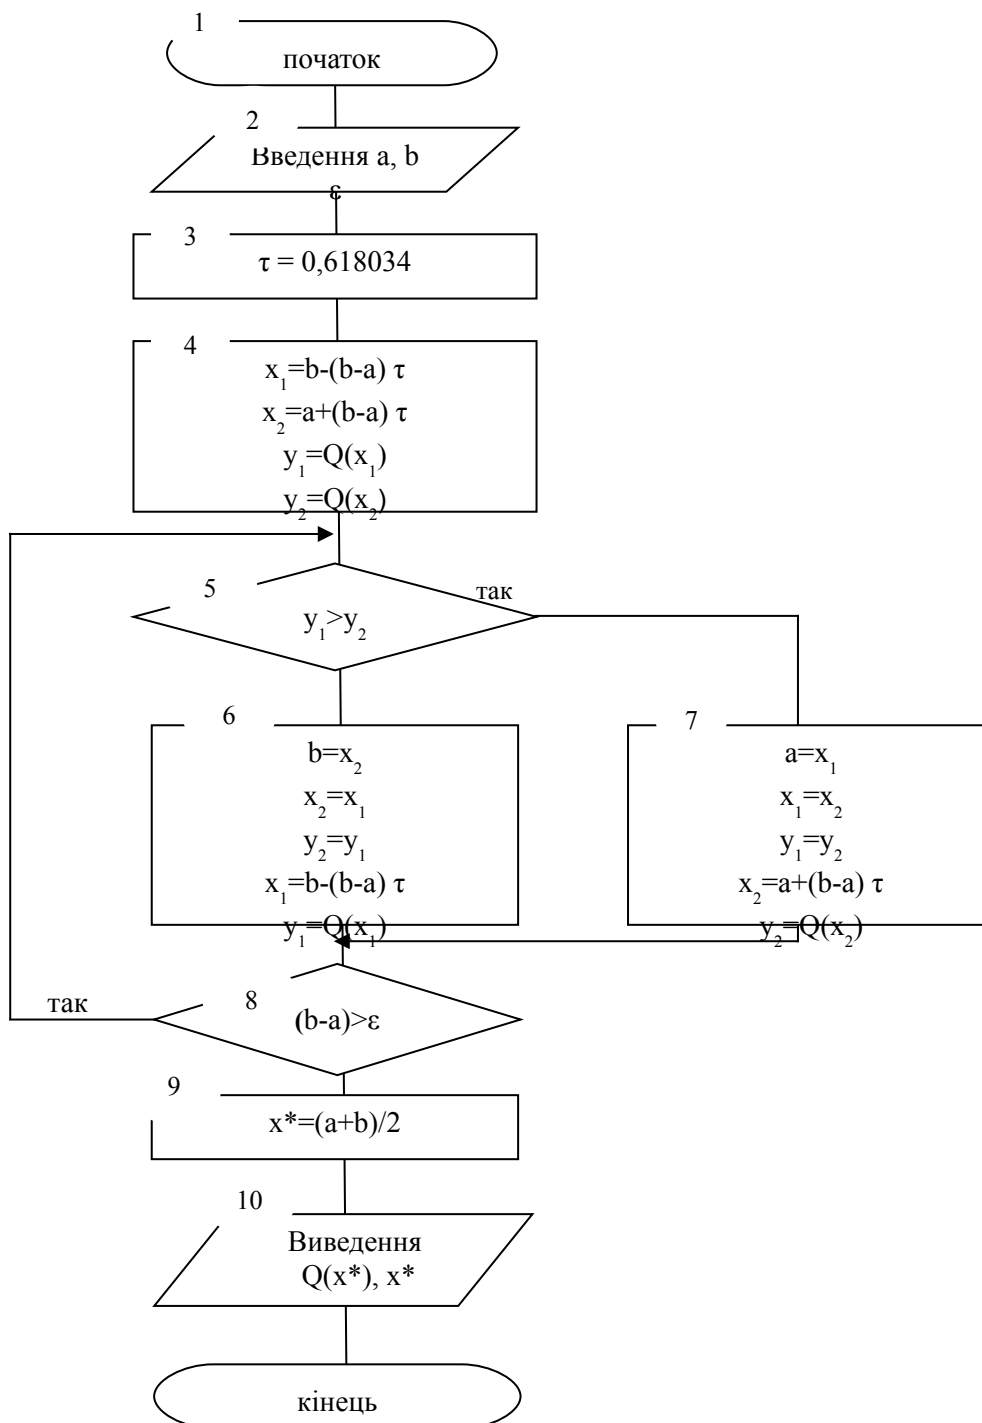 1
початок
2
Введення a, b
ε
3
τ = 0,618034
4
x₁=b-(b-a) τ
x₂=a+(b-a) τ
y₁=Q(x₁)
y₂=Q(x₂)
5
так
y₁>y₂
6
b=x₂
x₂=x₁
y₂=y₁
x₁=b-(b-a) τ
y₁=Q(x₁)
7
a=x₁
x₁=x₂
y₁=y₂
x₂=a+(b-a) τ
y₂=Q(x₂)
так
8
(b-a)>ε
9
x*=(a+b)/2
10
Виведення
Q(x*), x*
кінець